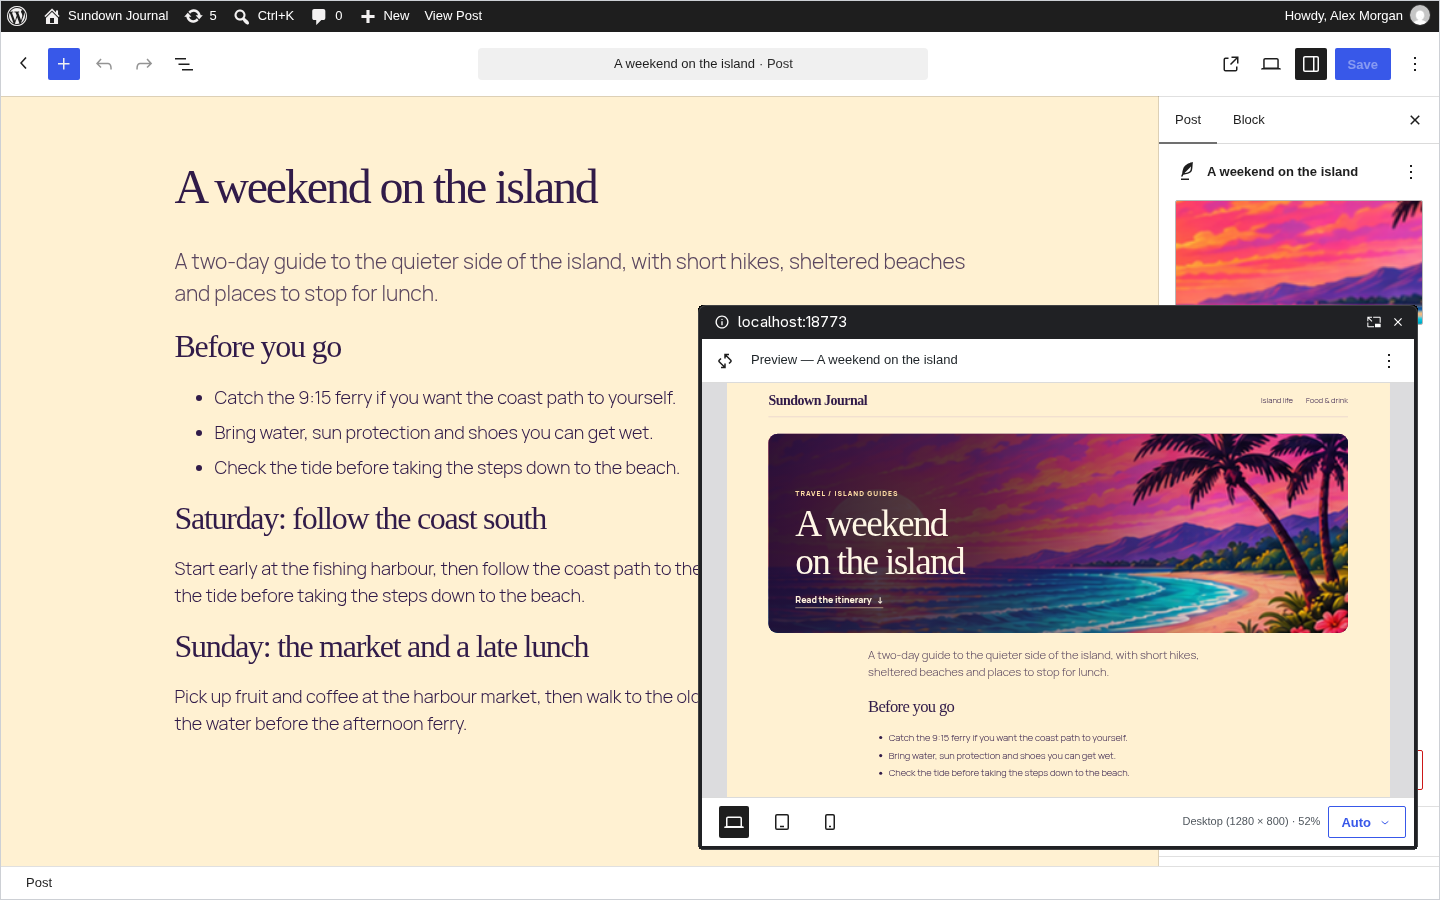 Sundown Journal
5
Ctrl+K
0
New
View Post
Howdy, Alex Morgan
A weekend on the island · Post
Save
A weekend on the island
A two-day guide to the quieter side of the island, with short hikes, sheltered beaches
and places to stop for lunch.
Before you go
• Catch the 9:15 ferry if you want the coast path to yourself.
• Bring water, sun protection and shoes you can get wet.
• Check the tide before taking the steps down to the beach.
Saturday: follow the coast south
Start early at the fishing harbour, then follow the coast path to the
the tide before taking the steps down to the beach.
Sunday: the market and a late lunch
Pick up fruit and coffee at the harbour market, then walk to the old
the water before the afternoon ferry.
Post
Block
A weekend on the island
localhost:18773
Preview — A weekend on the island
Sundown Journal
Island life
Food & drink
TRAVEL / ISLAND GUIDES
A weekend
on the island
Read the itinerary ↓
A two-day guide to the quieter side of the island, with short hikes,
sheltered beaches and places to stop for lunch.
Before you go
• Catch the 9:15 ferry if you want the coast path to yourself.
• Bring water, sun protection and shoes you can get wet.
• Check the tide before taking the steps down to the beach.
Desktop (1280 × 800) · 52%
Auto
Post